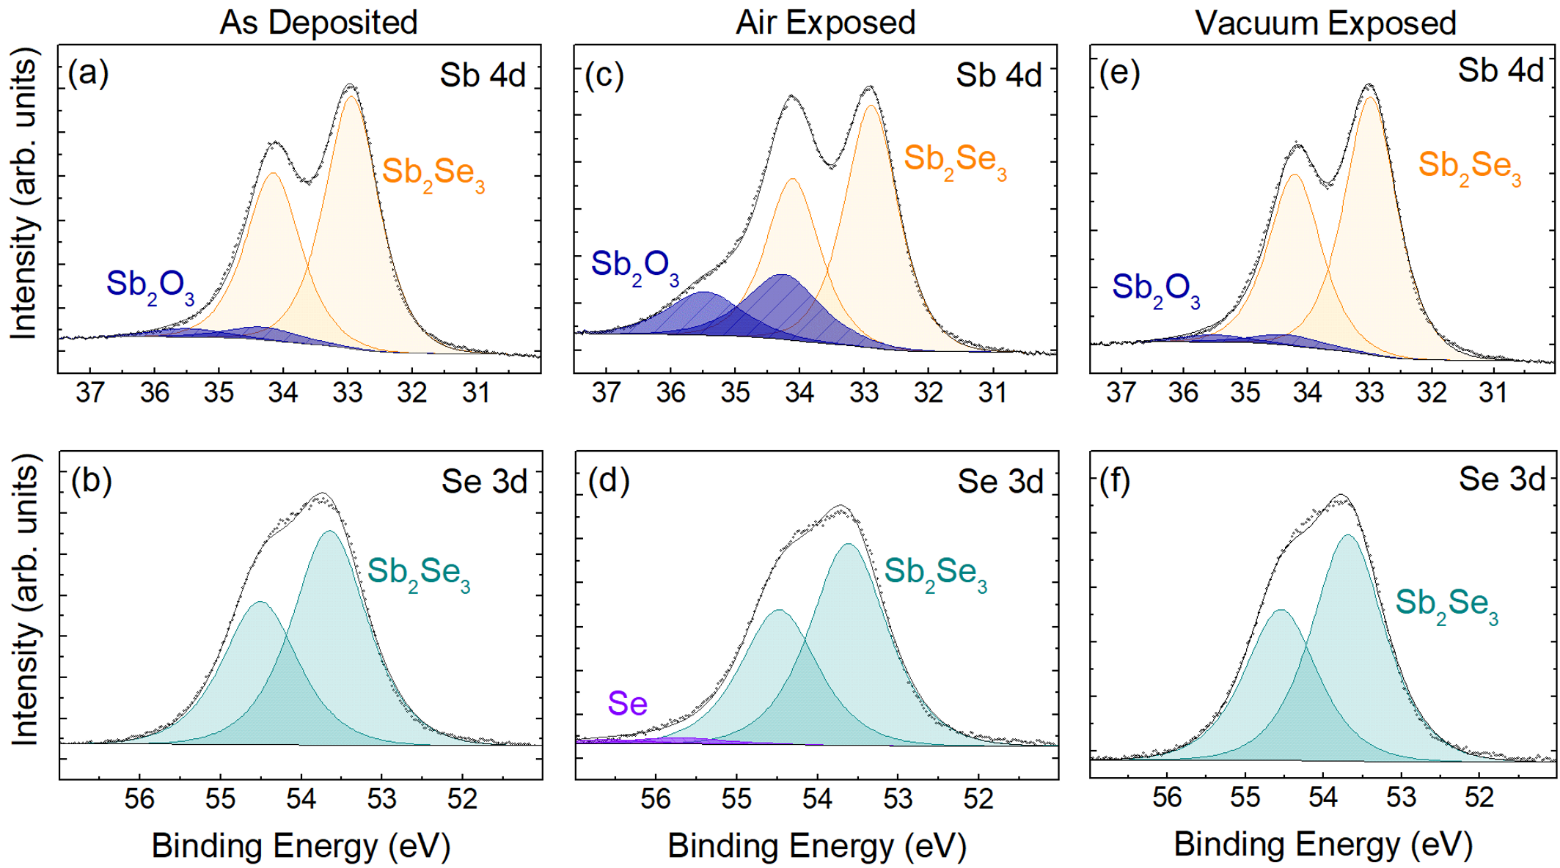 As Deposited
Air Exposed
Vacuum Exposed
Intensity (arb. units)
(a)
Sb 4d
Sb₂Se₃
Sb₂O₃
37 36 35 34 33 32 31
(c)
Sb 4d
Sb₂Se₃
Sb₂O₃
37 36 35 34 33 32 31
(e)
Sb 4d
Sb₂Se₃
Sb₂O₃
37 36 35 34 33 32 31
Intensity (arb. units)
(b)
Se 3d
Sb₂Se₃
56 55 54 53 52
Binding Energy (eV)
(d)
Se 3d
Sb₂Se₃
Se
56 55 54 53 52
Binding Energy (eV)
(f)
Se 3d
Sb₂Se₃
56 55 54 53 52
Binding Energy (eV)